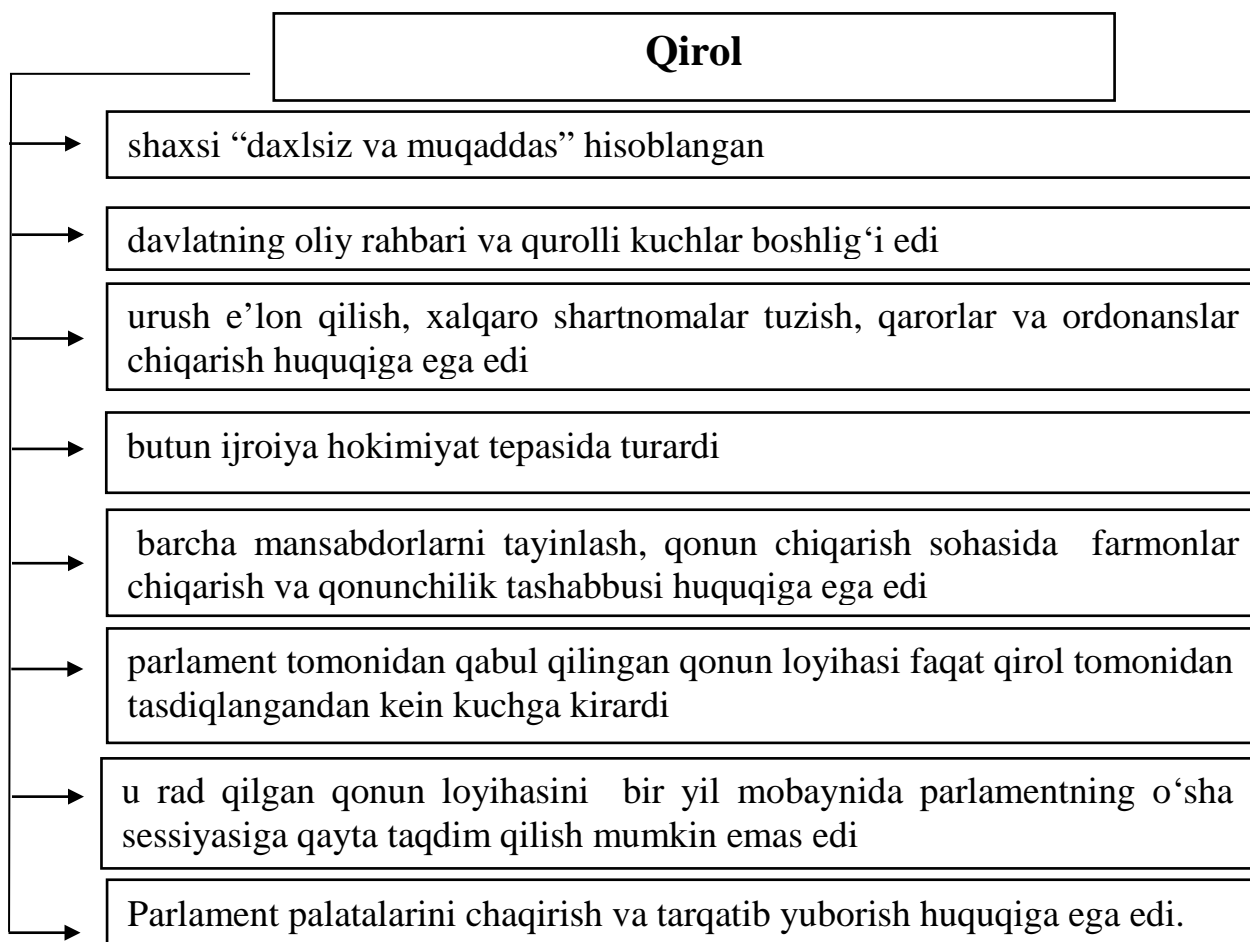 Qirol
shaxsi “daxlsiz va muqaddas” hisoblangan
davlatning oliy rahbari va qurolli kuchlar boshlig‘i edi
urush e’lon qilish, xalqaro shartnomalar tuzish, qarorlar va ordonanslar
chiqarish huquqiga ega edi
butun ijroiya hokimiyat tepasida turardi
barcha mansabdorlarni tayinlash, qonun chiqarish sohasida farmonlar
chiqarish va qonunchilik tashabbusi huquqiga ega edi
parlament tomonidan qabul qilingan qonun loyihasi faqat qirol tomonidan
tasdiqlangandan kein kuchga kirardi
u rad qilgan qonun loyihasini bir yil mobaynida parlamentning o‘sha
sessiyasiga qayta taqdim qilish mumkin emas edi
Parlament palatalarini chaqirish va tarqatib yuborish huquqiga ega edi.